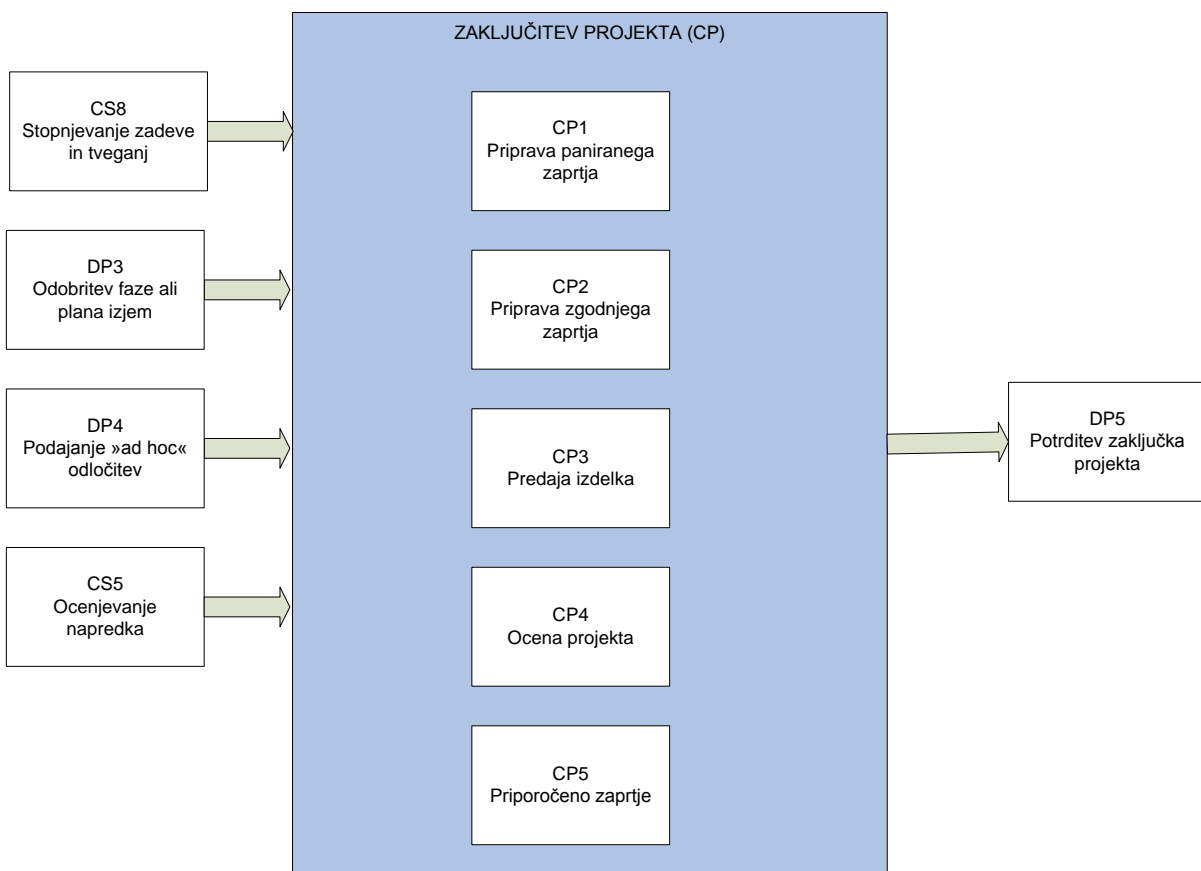 ZAKLJUČITEV PROJEKTA (CP)
CS8
Stopnjevanje zadeve
in tveganj
DP3
Odobritev faze ali
plana izjem
DP4
Podajanje »ad hoc«
odločitev
CS5
Ocenjevanje
napredka
CP1
Priprava paniranega
zaprtja
CP2
Priprava zgodnjega
zaprtja
CP3
Predaja izdelka
CP4
Ocena projekta
CP5
Priporočeno zaprtje
DP5
Potrditev zaključka
projekta